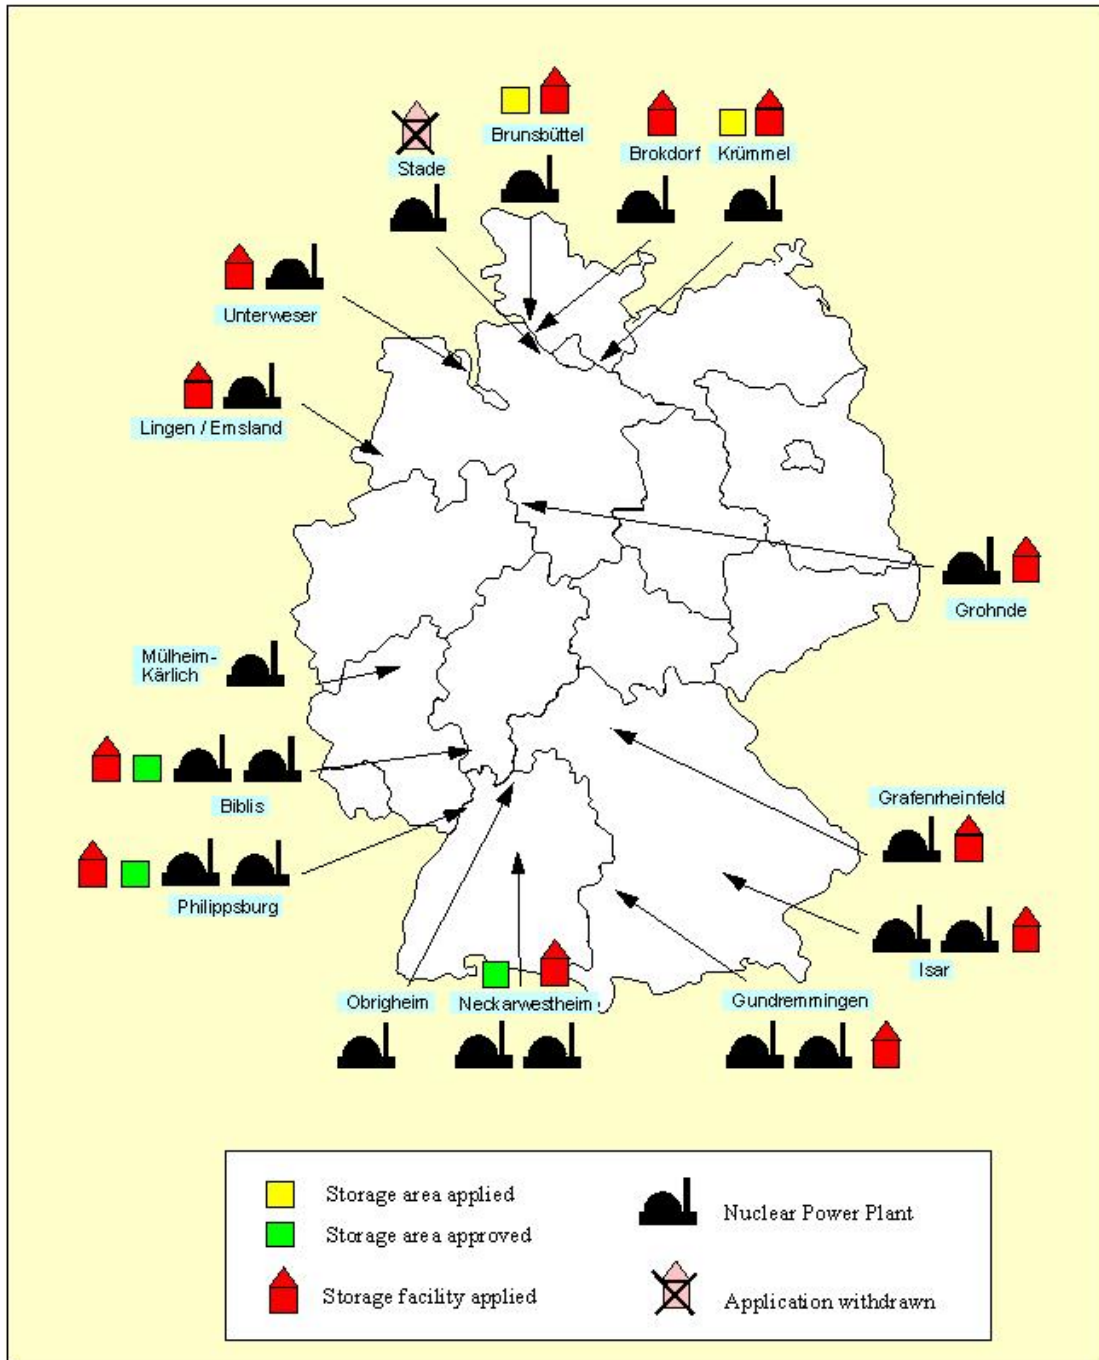 Brunsbüttel
Stade
Brokdorf
Krümmel
Unterweser
Lingen / Emsland
Grohnde
Mülheim-
Kärlich
Biblis
Grafenrheinfeld
Philippsburg
Isar
Obrigheim
Neckarwestheim
Gundremmingen
Storage area applied
Storage area approved
Storage facility applied
Nuclear Power Plant
Application withdrawn